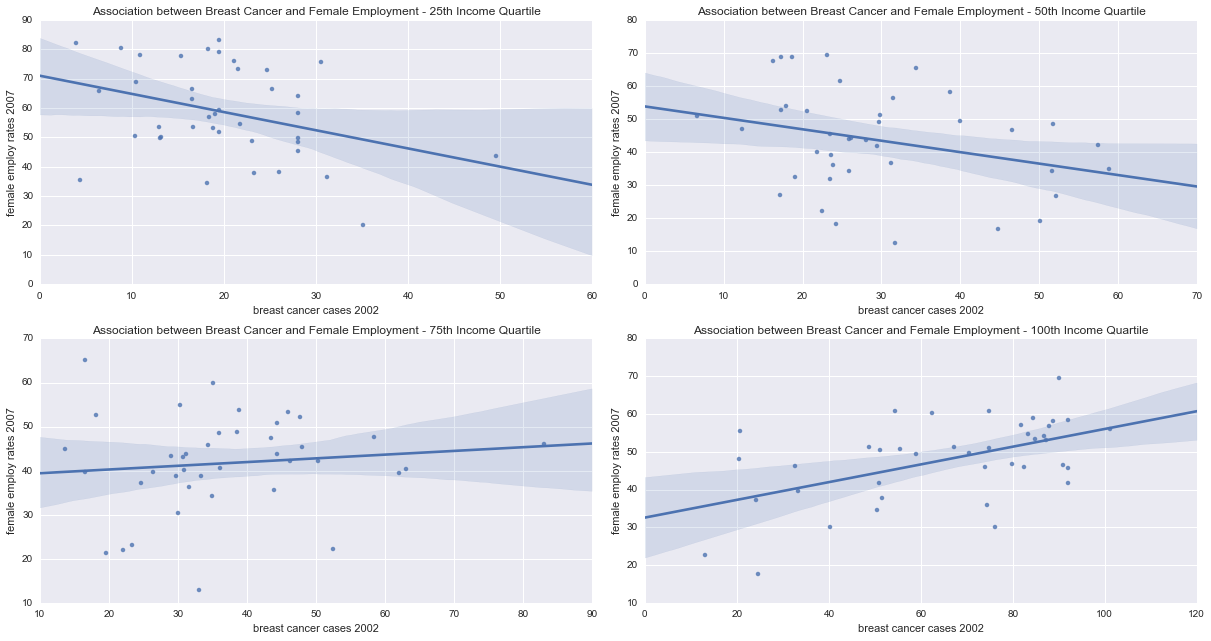 Association between Breast Cancer and Female Employment - 25th Income Quartile
90
80
70
60
50
40
30
20
10
0
female employ rates 2007
0 10 20 30 40 50 60
breast cancer cases 2002
Association between Breast Cancer and Female Employment - 50th Income Quartile
80
70
60
50
40
30
20
10
0
female employ rates 2007
0 10 20 30 40 50 60 70
breast cancer cases 2002
Association between Breast Cancer and Female Employment - 75th Income Quartile
70
60
50
40
30
20
10
female employ rates 2007
10 20 30 40 50 60 70 80 90
breast cancer cases 2002
Association between Breast Cancer and Female Employment - 100th Income Quartile
80
70
60
50
40
30
20
10
female employ rates 2007
0 20 40 60 80 100 120
breast cancer cases 2002